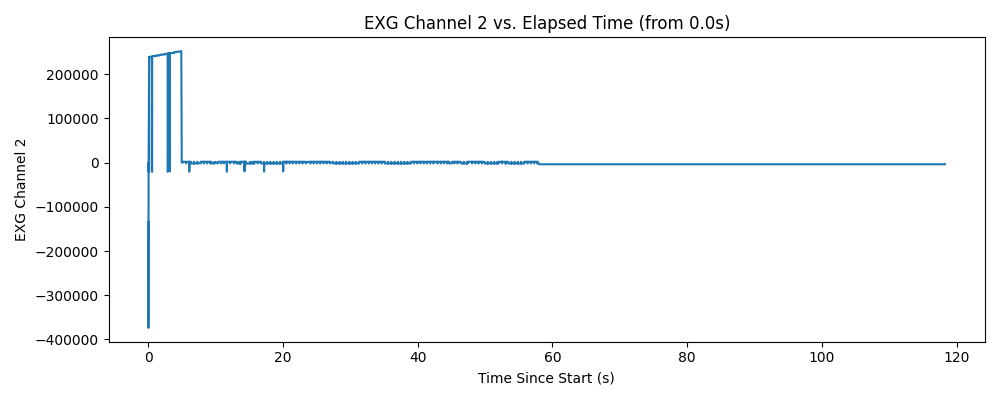 EXG Channel 2 vs. Elapsed Time (from 0.0s)
200000
100000
0
−100000
−200000
−300000
−400000
EXG Channel 2
0 20 40 60 80 100 120
Time Since Start (s)